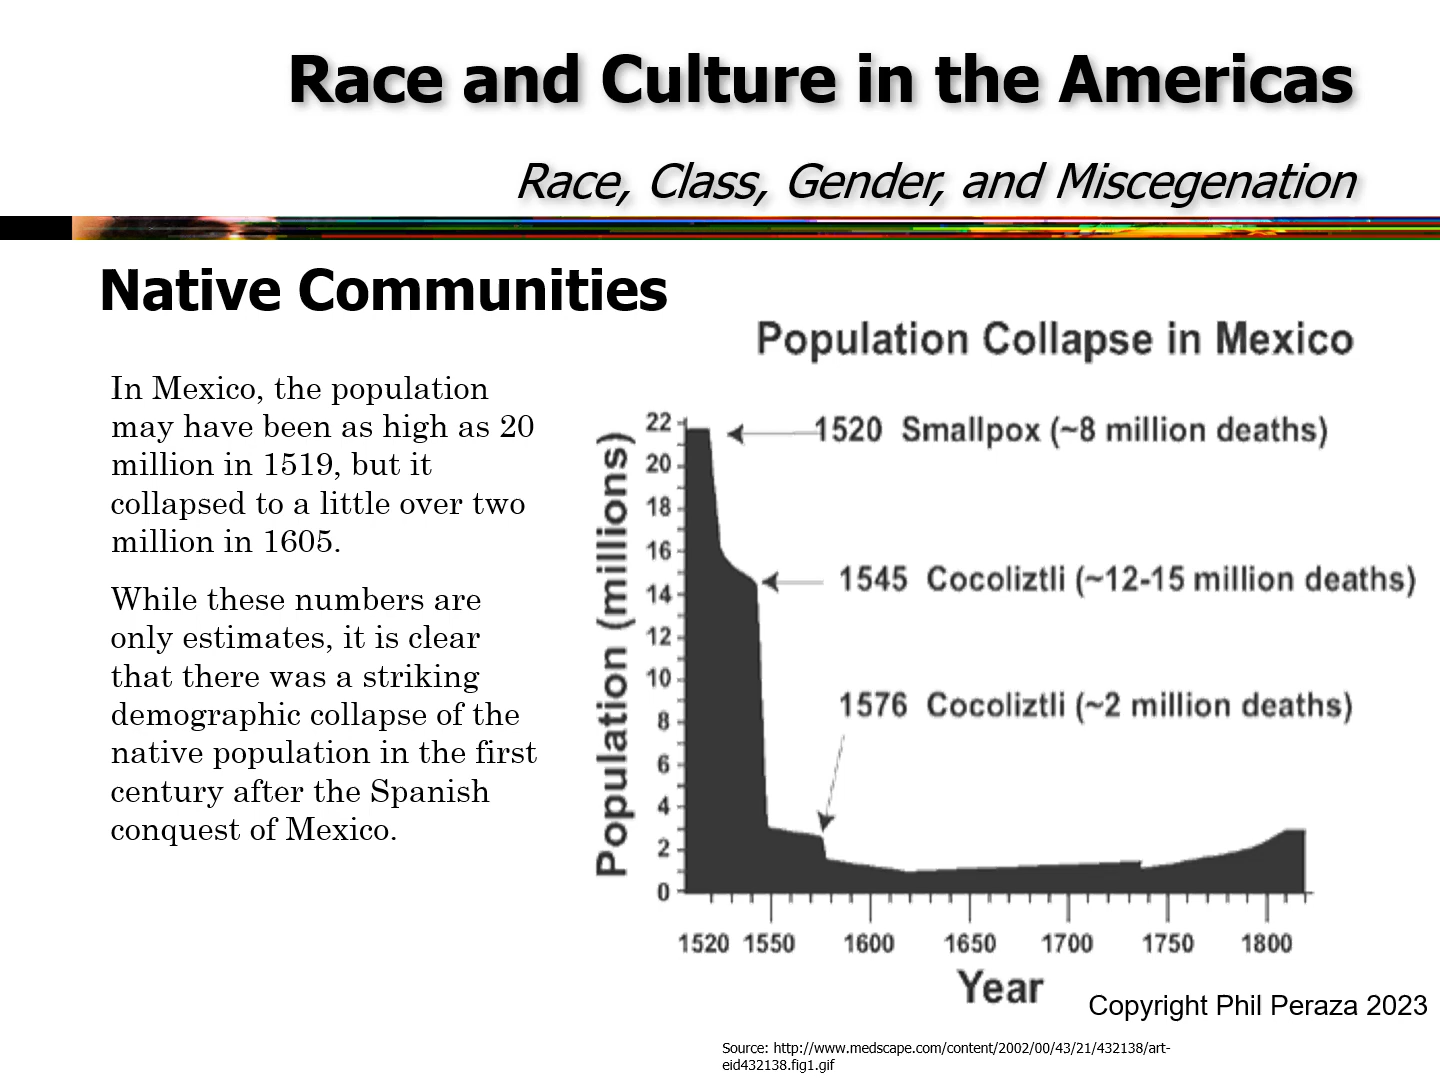 Race and Culture in the Americas
Race, Class, Gender, and Miscegenation
Native Communities
In Mexico, the population
may have been as high as 20
million in 1519, but it
collapsed to a little over two
million in 1605.
While these numbers are
only estimates, it is clear
that there was a striking
demographic collapse of the
native population in the first
century after the Spanish
conquest of Mexico.
Population Collapse in Mexico
Population (millions)
22
20
18
16
14
12
10
8
6
4
2
0
1520 Smallpox (~8 million deaths)
1545 Cocoliztli (~12-15 million deaths)
1576 Cocoliztli (~2 million deaths)
1520 1550 1600 1650 1700 1750 1800
Year
Copyright Phil Peraza 2023
Source: http://www.medscape.com/content/2002/00/43/21/432138/art-
eid432138.fig1.gif